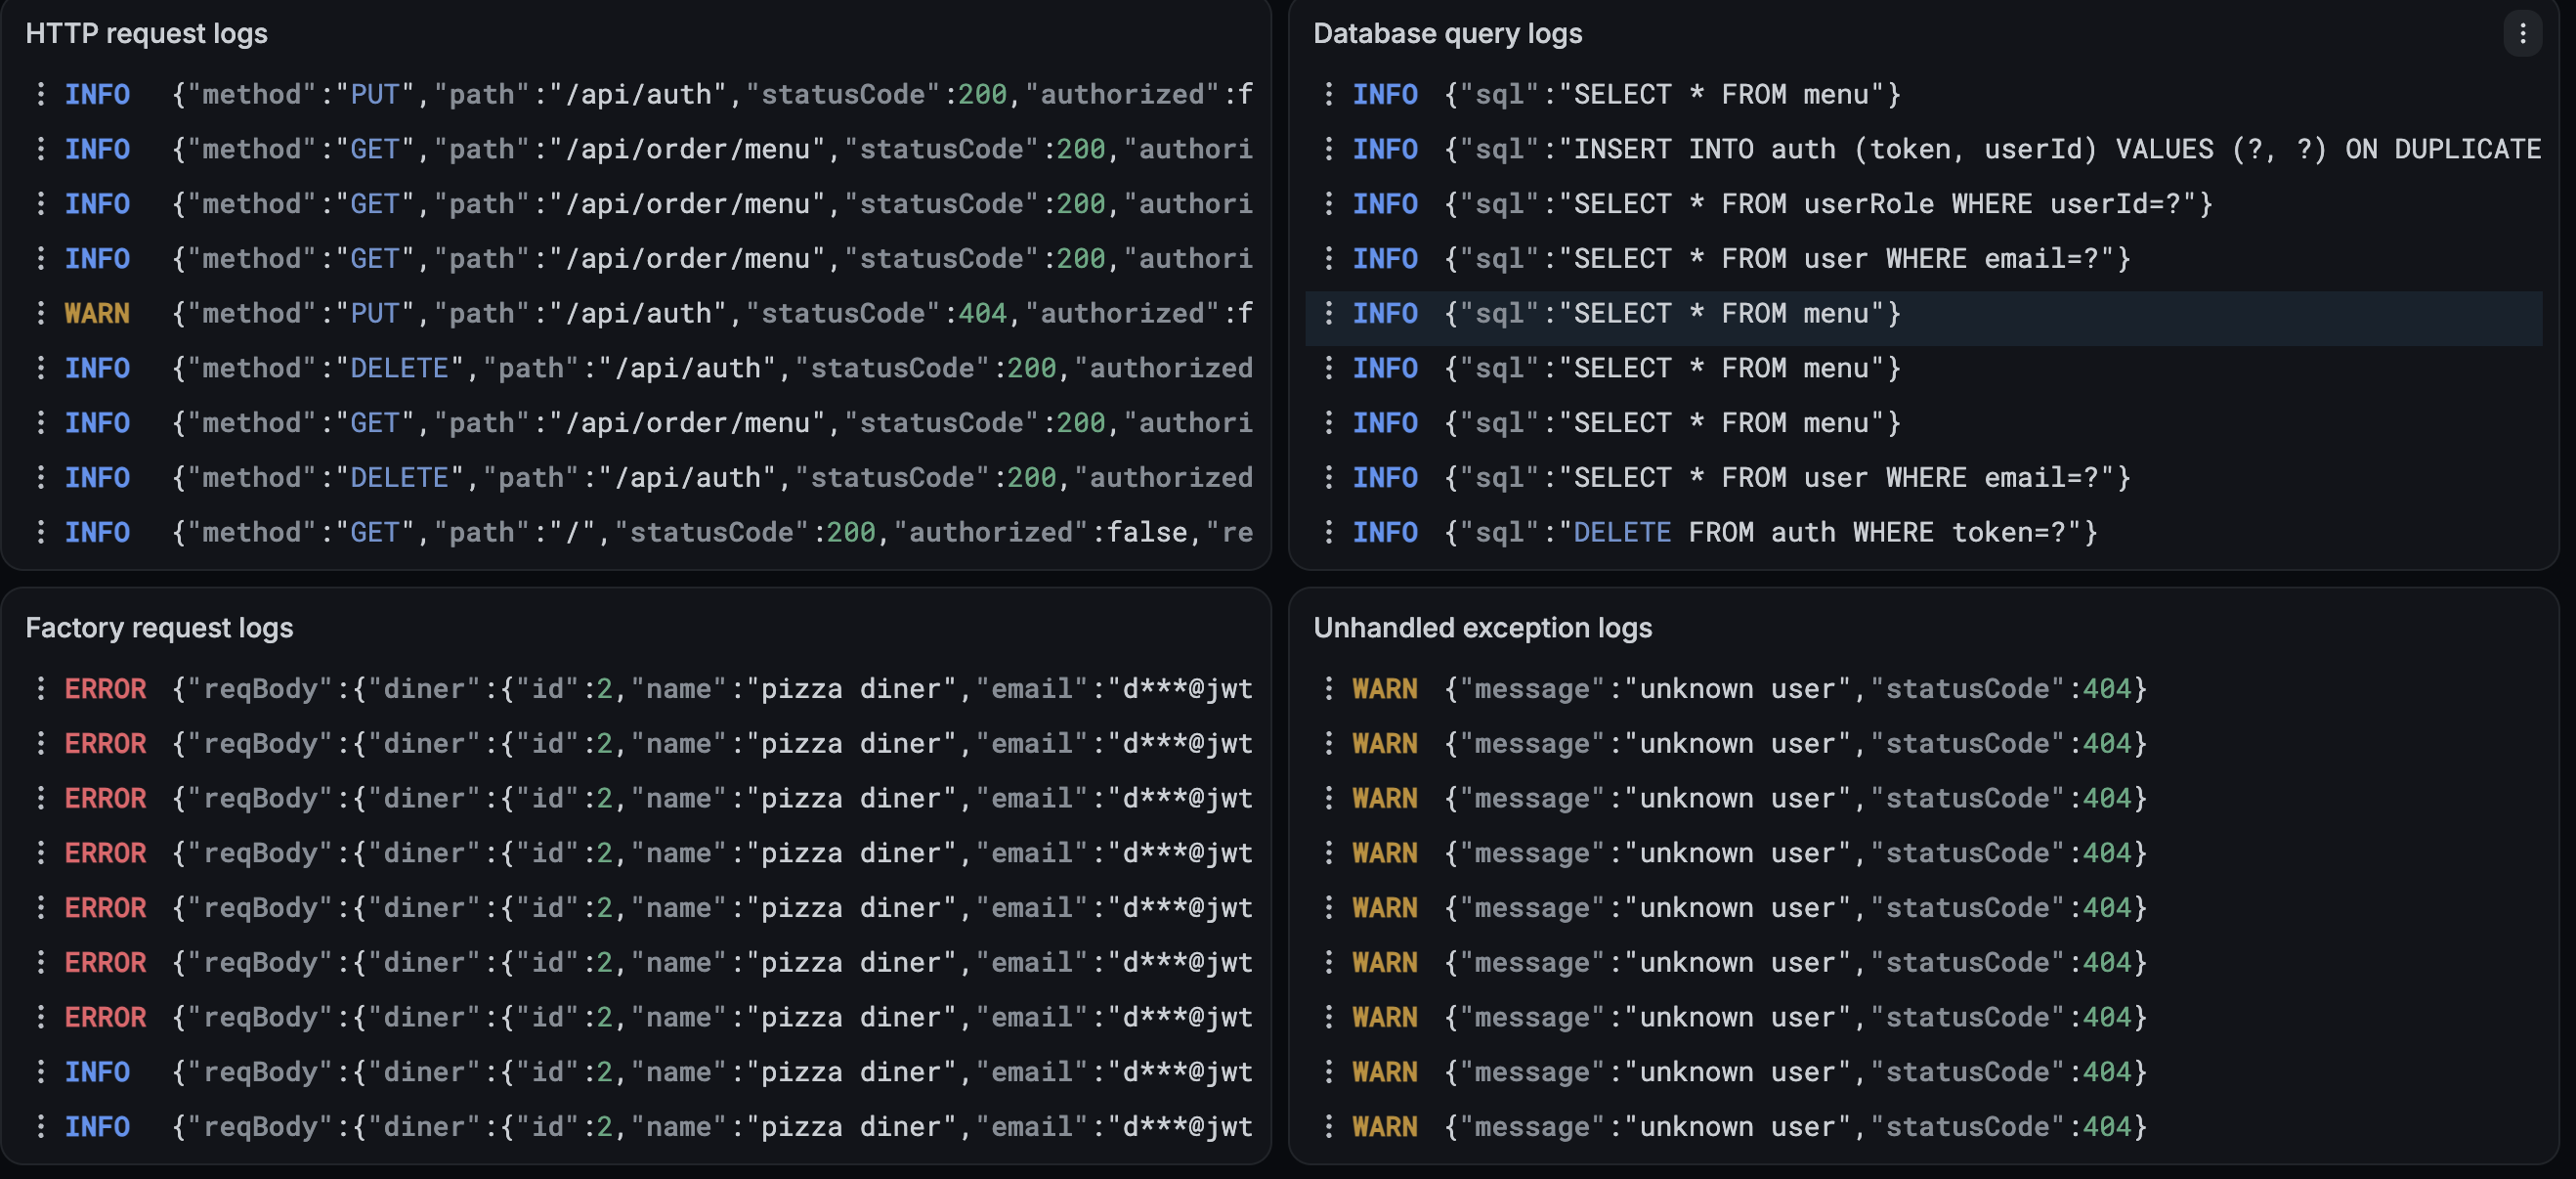 HTTP request logs
INFO {"method":"PUT","path":"/api/auth","statusCode":200,"authorized":f
INFO {"method":"GET","path":"/api/order/menu","statusCode":200,"authori
INFO {"method":"GET","path":"/api/order/menu","statusCode":200,"authori
INFO {"method":"GET","path":"/api/order/menu","statusCode":200,"authori
WARN {"method":"PUT","path":"/api/auth","statusCode":404,"authorized":f
INFO {"method":"DELETE","path":"/api/auth","statusCode":200,"authorized
INFO {"method":"GET","path":"/api/order/menu","statusCode":200,"authori
INFO {"method":"DELETE","path":"/api/auth","statusCode":200,"authorized
INFO {"method":"GET","path":"/","statusCode":200,"authorized":false,"re
Database query logs
INFO {"sql":"SELECT * FROM menu"}
INFO {"sql":"INSERT INTO auth (token, userId) VALUES (?, ?) ON DUPLICATE
INFO {"sql":"SELECT * FROM userRole WHERE userId=?"}
INFO {"sql":"SELECT * FROM user WHERE email=?"}
INFO {"sql":"SELECT * FROM menu"}
INFO {"sql":"SELECT * FROM menu"}
INFO {"sql":"SELECT * FROM menu"}
INFO {"sql":"SELECT * FROM user WHERE email=?"}
INFO {"sql":"DELETE FROM auth WHERE token=?"}
Factory request logs
ERROR {"reqBody":{"diner":{"id":2,"name":"pizza diner","email":"d***@jwt
ERROR {"reqBody":{"diner":{"id":2,"name":"pizza diner","email":"d***@jwt
ERROR {"reqBody":{"diner":{"id":2,"name":"pizza diner","email":"d***@jwt
ERROR {"reqBody":{"diner":{"id":2,"name":"pizza diner","email":"d***@jwt
ERROR {"reqBody":{"diner":{"id":2,"name":"pizza diner","email":"d***@jwt
ERROR {"reqBody":{"diner":{"id":2,"name":"pizza diner","email":"d***@jwt
ERROR {"reqBody":{"diner":{"id":2,"name":"pizza diner","email":"d***@jwt
INFO {"reqBody":{"diner":{"id":2,"name":"pizza diner","email":"d***@jwt
INFO {"reqBody":{"diner":{"id":2,"name":"pizza diner","email":"d***@jwt
Unhandled exception logs
WARN {"message":"unknown user","statusCode":404}
WARN {"message":"unknown user","statusCode":404}
WARN {"message":"unknown user","statusCode":404}
WARN {"message":"unknown user","statusCode":404}
WARN {"message":"unknown user","statusCode":404}
WARN {"message":"unknown user","statusCode":404}
WARN {"message":"unknown user","statusCode":404}
WARN {"message":"unknown user","statusCode":404}
WARN {"message":"unknown user","statusCode":404}